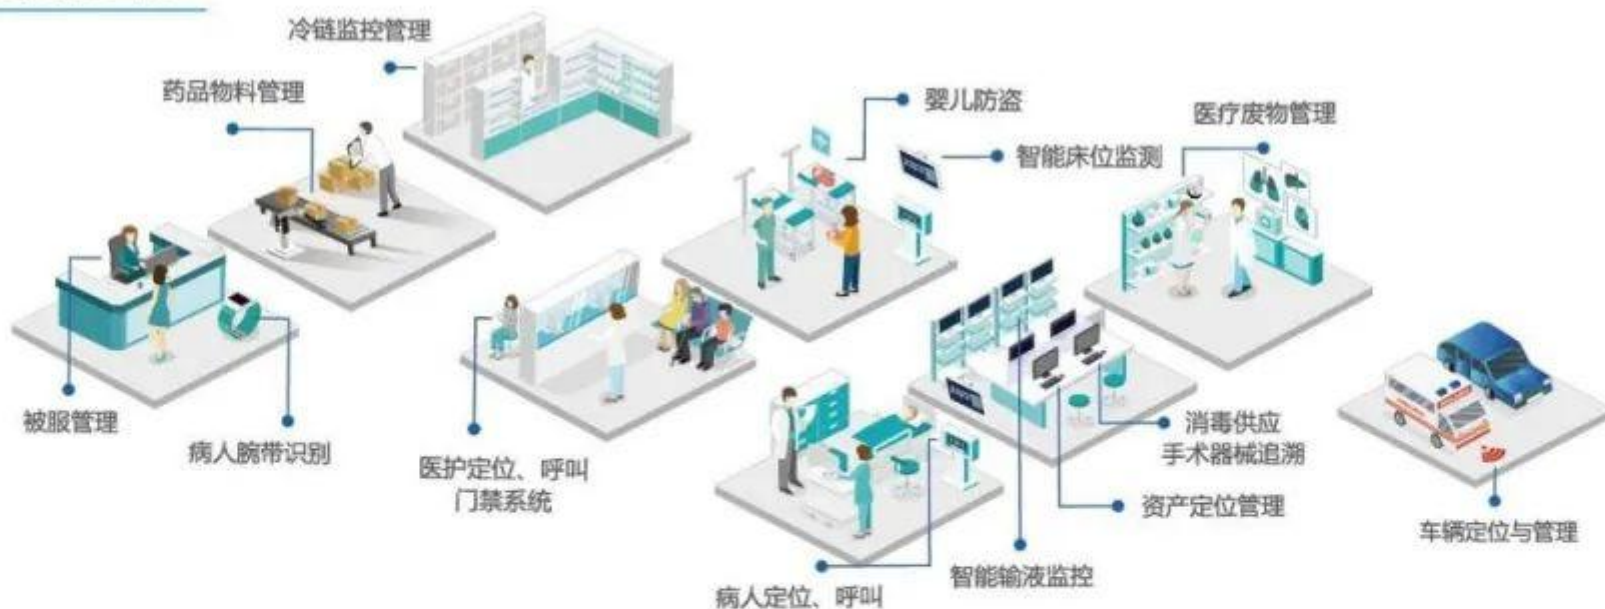 冷链监控管理
药品物料管理
婴儿防盗
医疗废物管理
智能床位监测
被服管理
病人腕带识别
医护定位、呼叫
门禁系统
消毒供应
手术器械追溯
资产定位管理
车辆定位与管理
智能输液监控
病人定位、呼叫